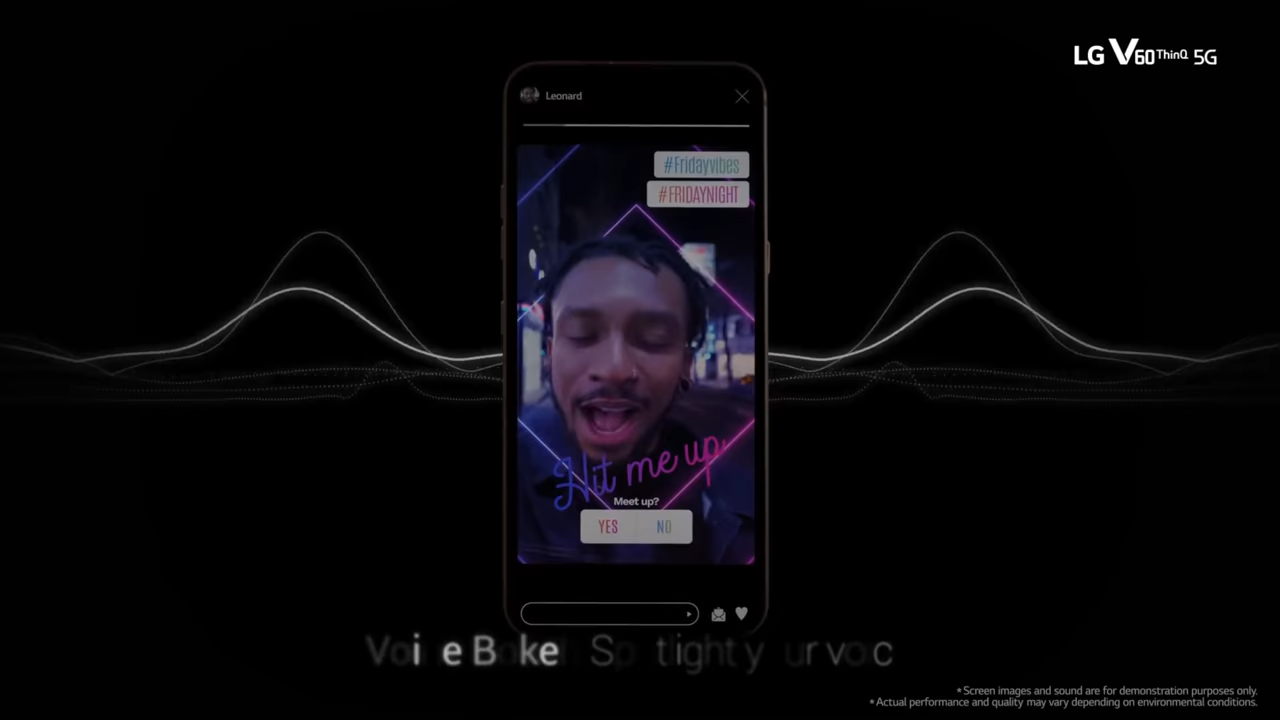 LG V60 ThinQ 5G
Leonard
#Fridayvibes
#FRIDAYNIGHT
Hit me up
Meet up?
YES NO
* Screen images and sound are for demonstration purposes only.
* Actual performance and quality may vary depending on environmental conditions.